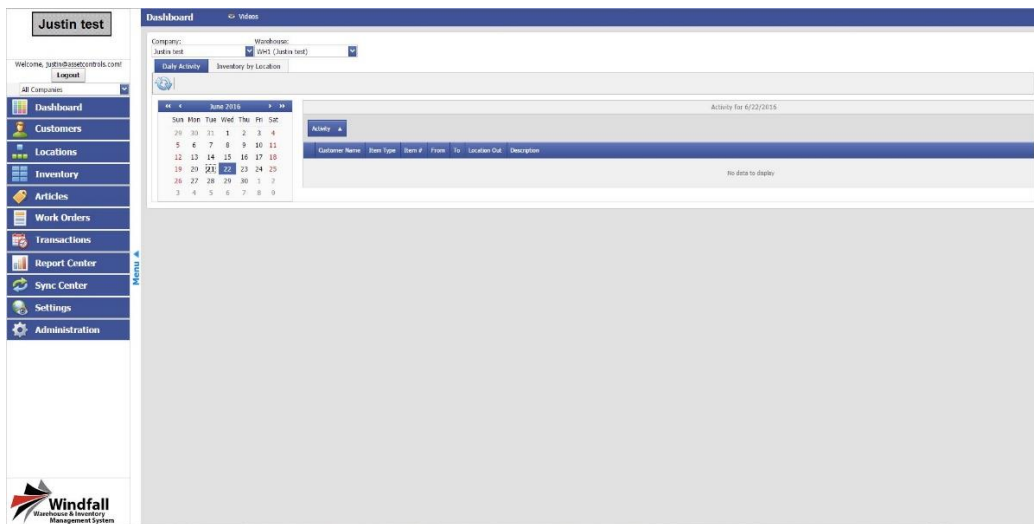 Justin test
Welcome, justin@assetcontrols.com!
Logout
All Companies
Dashboard
Customers
Locations
Inventory
Articles
Work Orders
Transactions
Report Center
Sync Center
Settings
Administration
Windfall
Warehouse & Inventory
Management System
Menu
Dashboard Videos
Company: Warehouse:
Justin test WH1 (Justin test)
Daily Activity Inventory by Location
June 2016
Sun Mon Tue Wed Thu Fri Sat
29 30 31 1 2 3 4
5 6 7 8 9 10 11
12 13 14 15 16 17 18
19 20 21 22 23 24 25
26 27 28 29 30 1 2
3 4 5 6 7 8 9
Activity for 6/22/2016
Activity
Customer Name Item Type Item # From To Location Out Description
No data to display